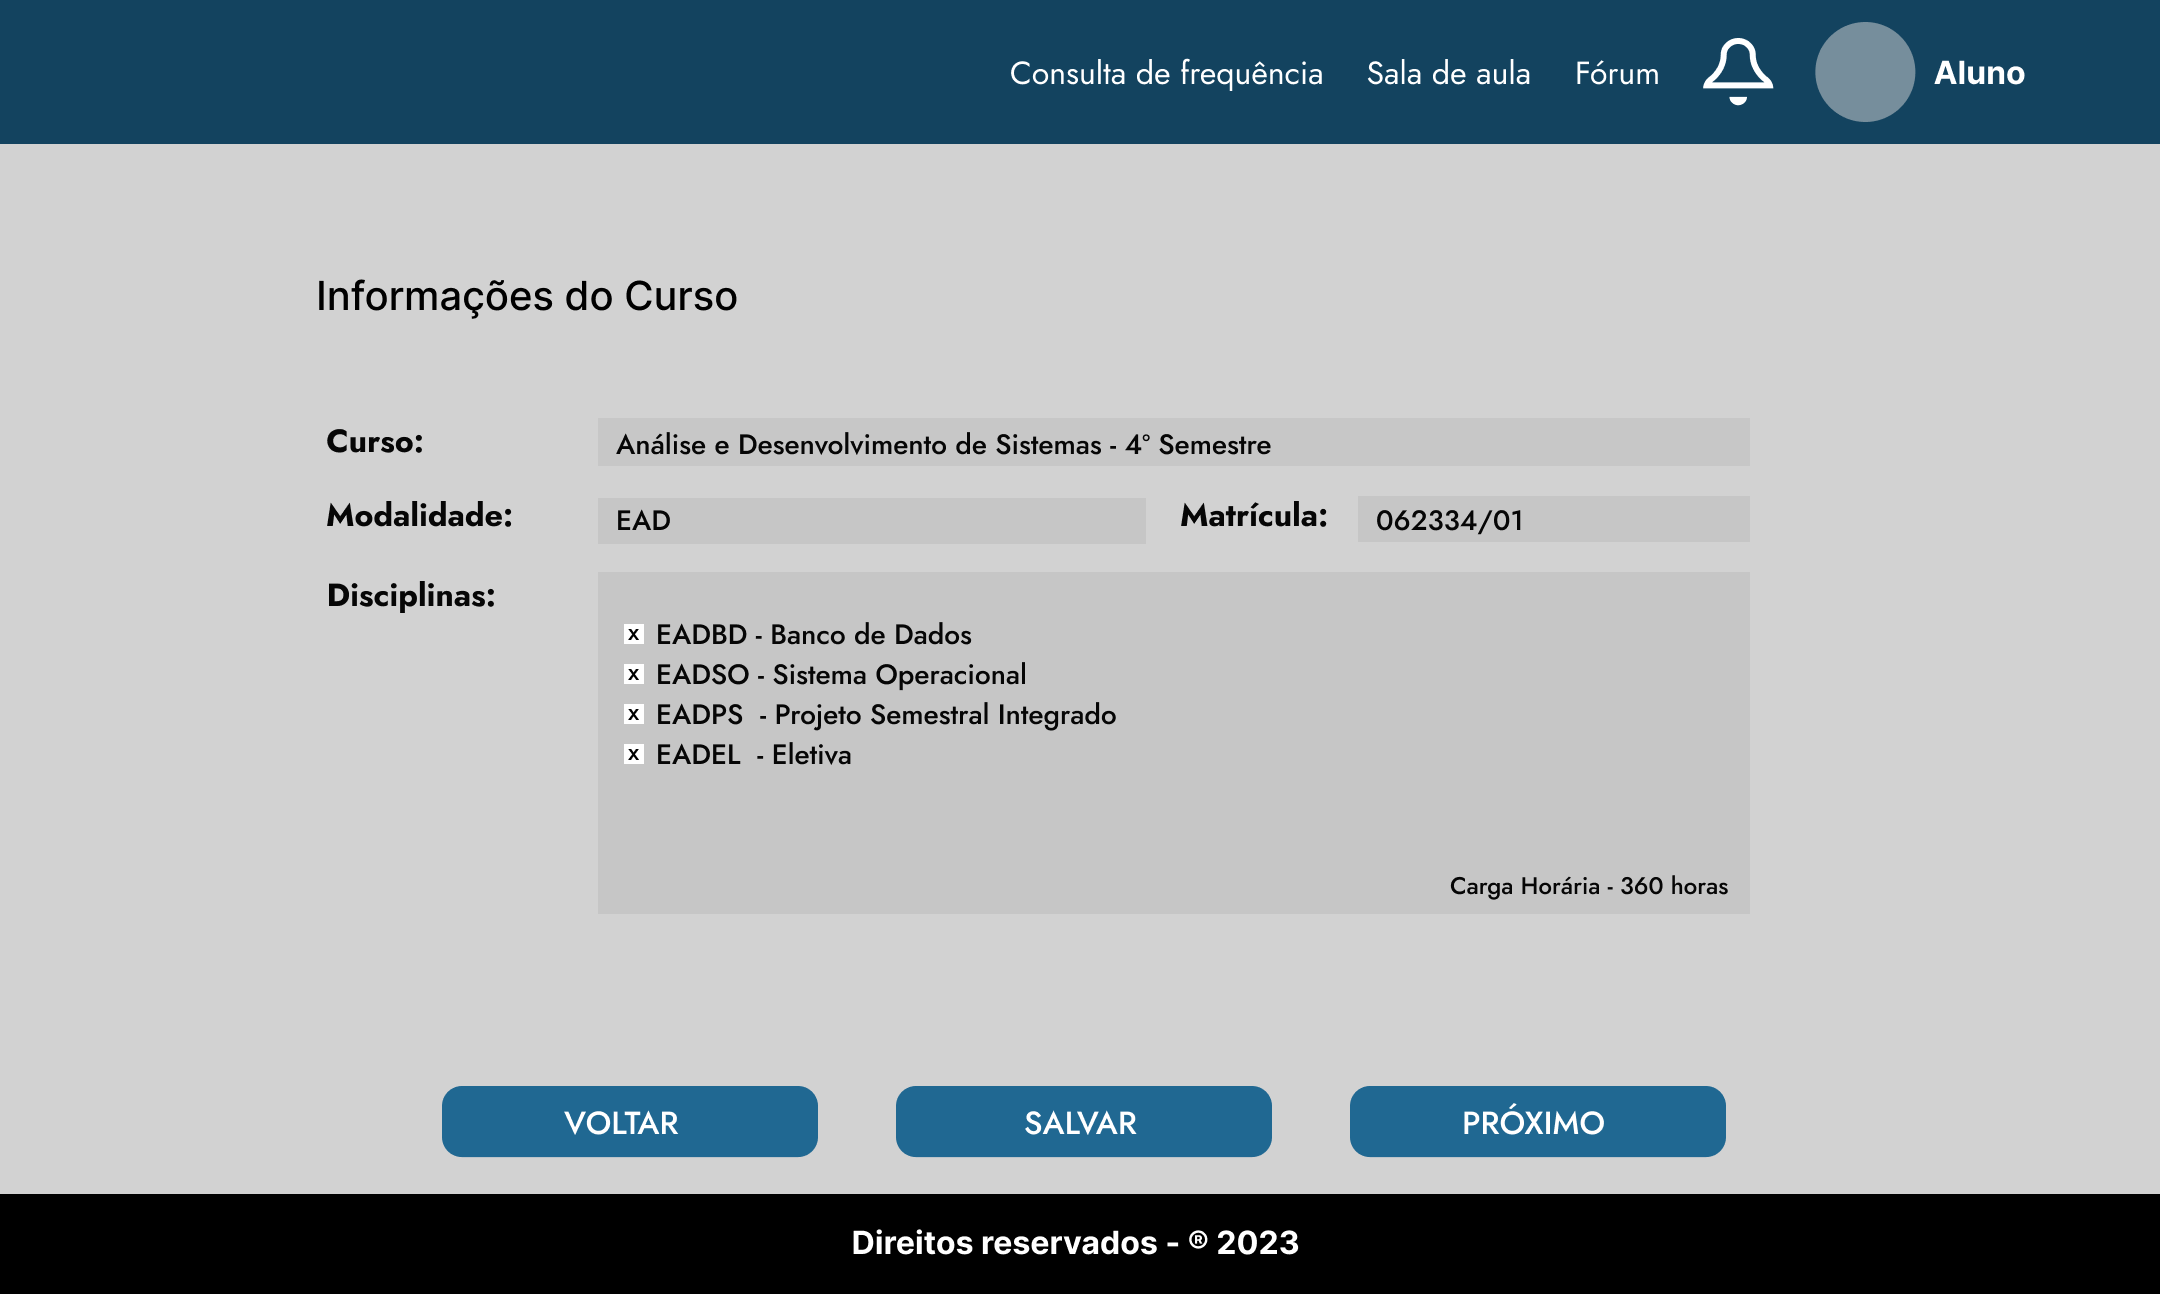 Consulta de frequência Sala de aula Fórum Aluno
Informações do Curso
Curso: Análise e Desenvolvimento de Sistemas - 4° Semestre
Modalidade: EAD Matrícula: 062334/01
Disciplinas:
x EADBD - Banco de Dados
x EADSO - Sistema Operacional
x EADPS - Projeto Semestral Integrado
x EADEL - Eletiva
Carga Horária - 360 horas
VOLTAR SALVAR PRÓXIMO
Direitos reservados - ® 2023